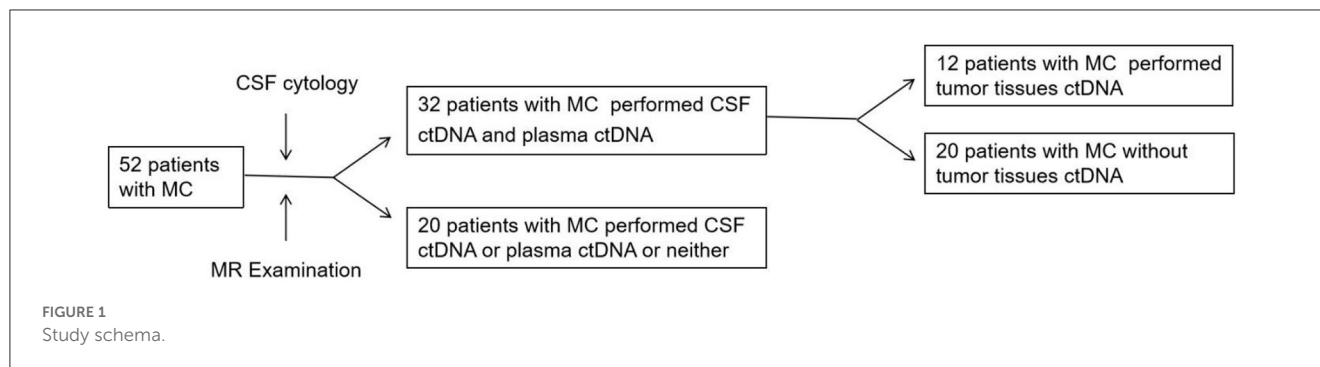 CSF cytology
52 patients
with MC
MR Examination
32 patients with MC performed CSF
ctDNA and plasma ctDNA
20 patients with MC performed CSF
ctDNA or plasma ctDNA or neither
12 patients with MC performed
tumor tissues ctDNA
20 patients with MC without
tumor tissues ctDNA
FIGURE 1
Study schema.